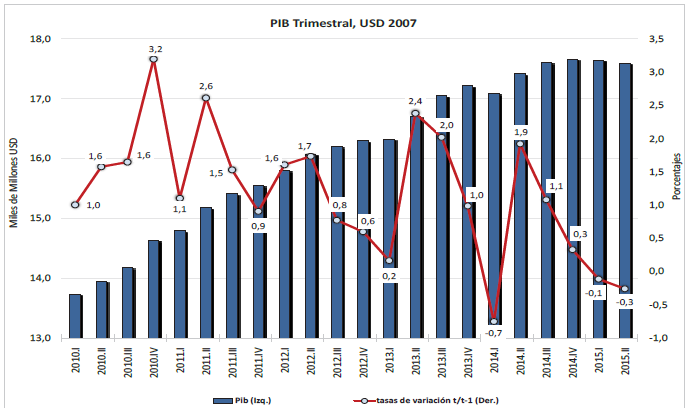 PIB Trimestral, USD 2007
Miles de Millones USD
18,0
17,0
16,0
15,0
14,0
13,0
3,5
3,0
2,5
2,0
1,5
1,0
0,5
0,0
-0,5
-1,0
Porcentajes
1,0
1,6
1,6
3,2
1,1
2,6
1,5
0,9
1,6
1,7
0,8
0,6
0,2
2,4
2,0
1,0
-0,7
1,9
1,1
0,3
-0,1
-0,3
2010.I
2010.II
2010.III
2010.IV
2011.I
2011.II
2011.III
2011.IV
2012.I
2012.II
2012.III
2012.IV
2013.I
2013.II
2013.III
2013.IV
2014.I
2014.II
2014.III
2014.IV
2015.I
2015.II
Pib (Izq.)
tasas de variación t/t-1 (Der.)